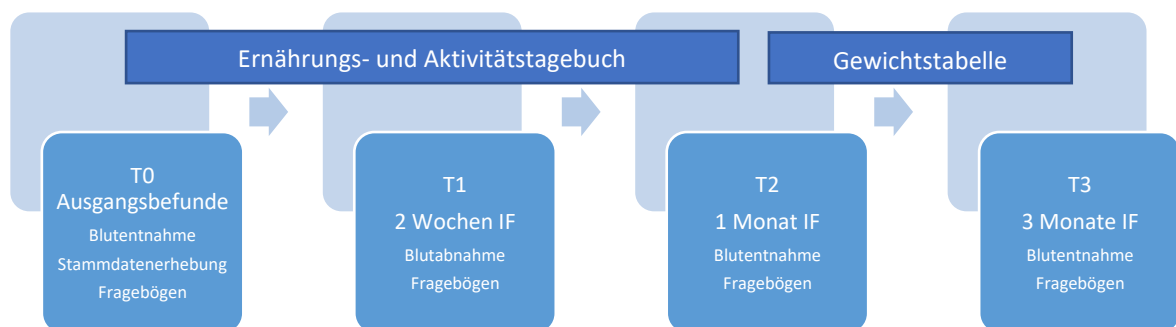 Ernährungs- und Aktivitätstagebuch
Gewichtstabelle
T0
Ausgangsbefunde
Blutentnahme
Stammdatenerhebung
Fragebögen
T1
2 Wochen IF
Blutabnahme
Fragebögen
T2
1 Monat IF
Blutentnahme
Fragebögen
T3
3 Monate IF
Blutentnahme
Fragebögen